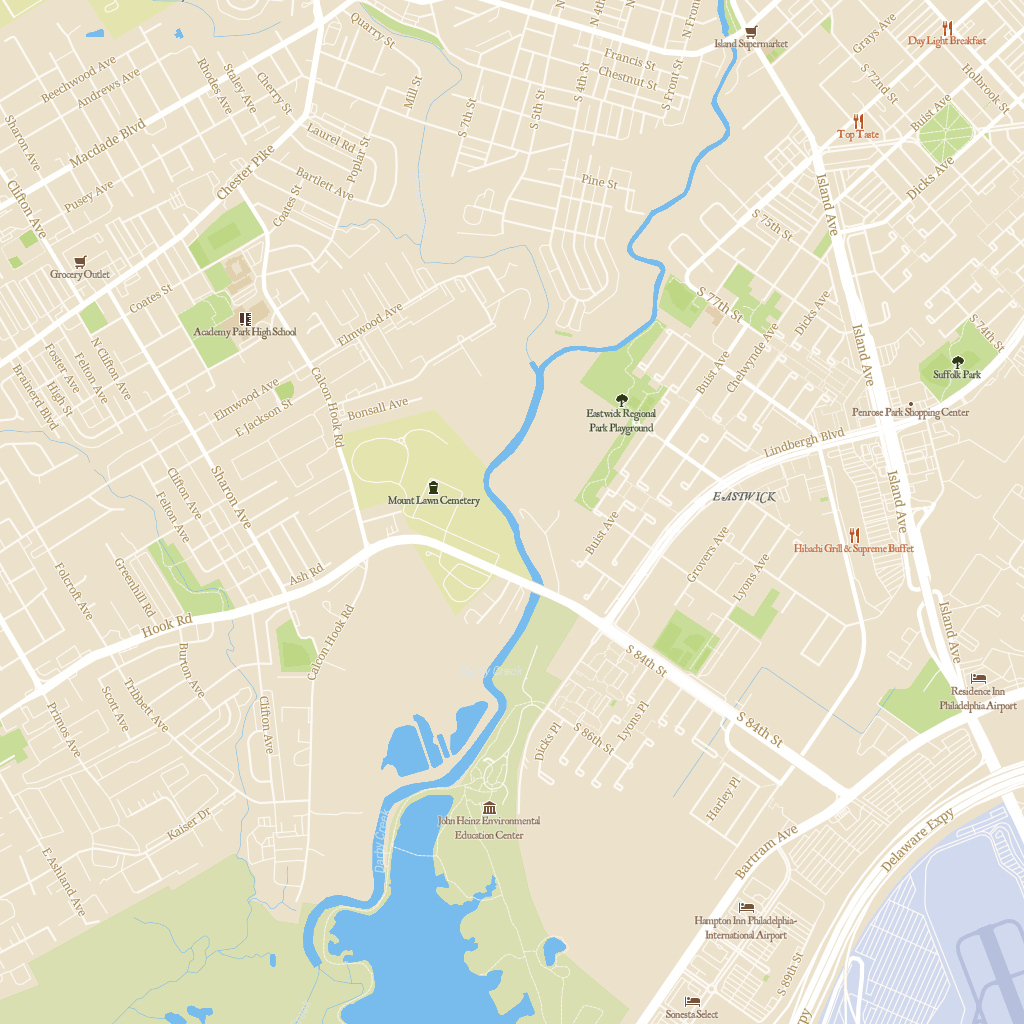 Quarry St
N 4th St
N Front St
Island Supermarket
Grays Ave
Day Light Breakfast
Beechwood Ave
Andrews Ave
Rhodes Ave
Staley Ave
Cherry St
Mill St
Francis St
Chestnut St
S 4th St
S Front St
S 72nd St
Holbrook St
Buist Ave
S 7th St
S 5th St
Top Taste
Sharon Ave
Macdade Blvd
Laurel Rd
Poplar St
Chester Pike
Bartlett Ave
Pine St
Island Ave
Dicks Ave
Clifton Ave
Pusey Ave
Coates St
S 75th St
Grocery Outlet
Coates St
Academy Park High School
Elmwood Ave
S 77th St
Dicks Ave
Island Ave
S 74th St
Suffolk Park
N Clifton Ave
Foster Ave
Felton Ave
High St
Brainerd Blvd
Elmwood Ave
E Jackson St
Calcon Hook Rd
Bonsall Ave
Buist Ave
Chelwynde Ave
Eastwick Regional
Park Playground
Penrose Park Shopping Center
Lindbergh Blvd
Mount Lawn Cemetery
EASTWICK
Clifton Ave
Felton Ave
Sharon Ave
Island Ave
Buist Ave
Hibachi Grill & Supreme Buffet
Grovers Ave
Lyons Ave
Folcroft Ave
Greenhill Rd
Ash Rd
Hook Rd
Calcon Hook Rd
Island Ave
S 84th St
Burton Ave
Tribbett Ave
Scott Ave
Primos Ave
Clifton Ave
Residence Inn
Philadelphia Airport
Dicks Pl
S 86th St
Lyons Pl
S 84th St
Harley Pl
Kaiser Dr
John Heinz Environmental
Education Center
Darby Creek
E Ashland Ave
Bartram Ave
Delaware Expy
Hampton Inn Philadelphia-
International Airport
S 89th St
Sonesta Select
Expy